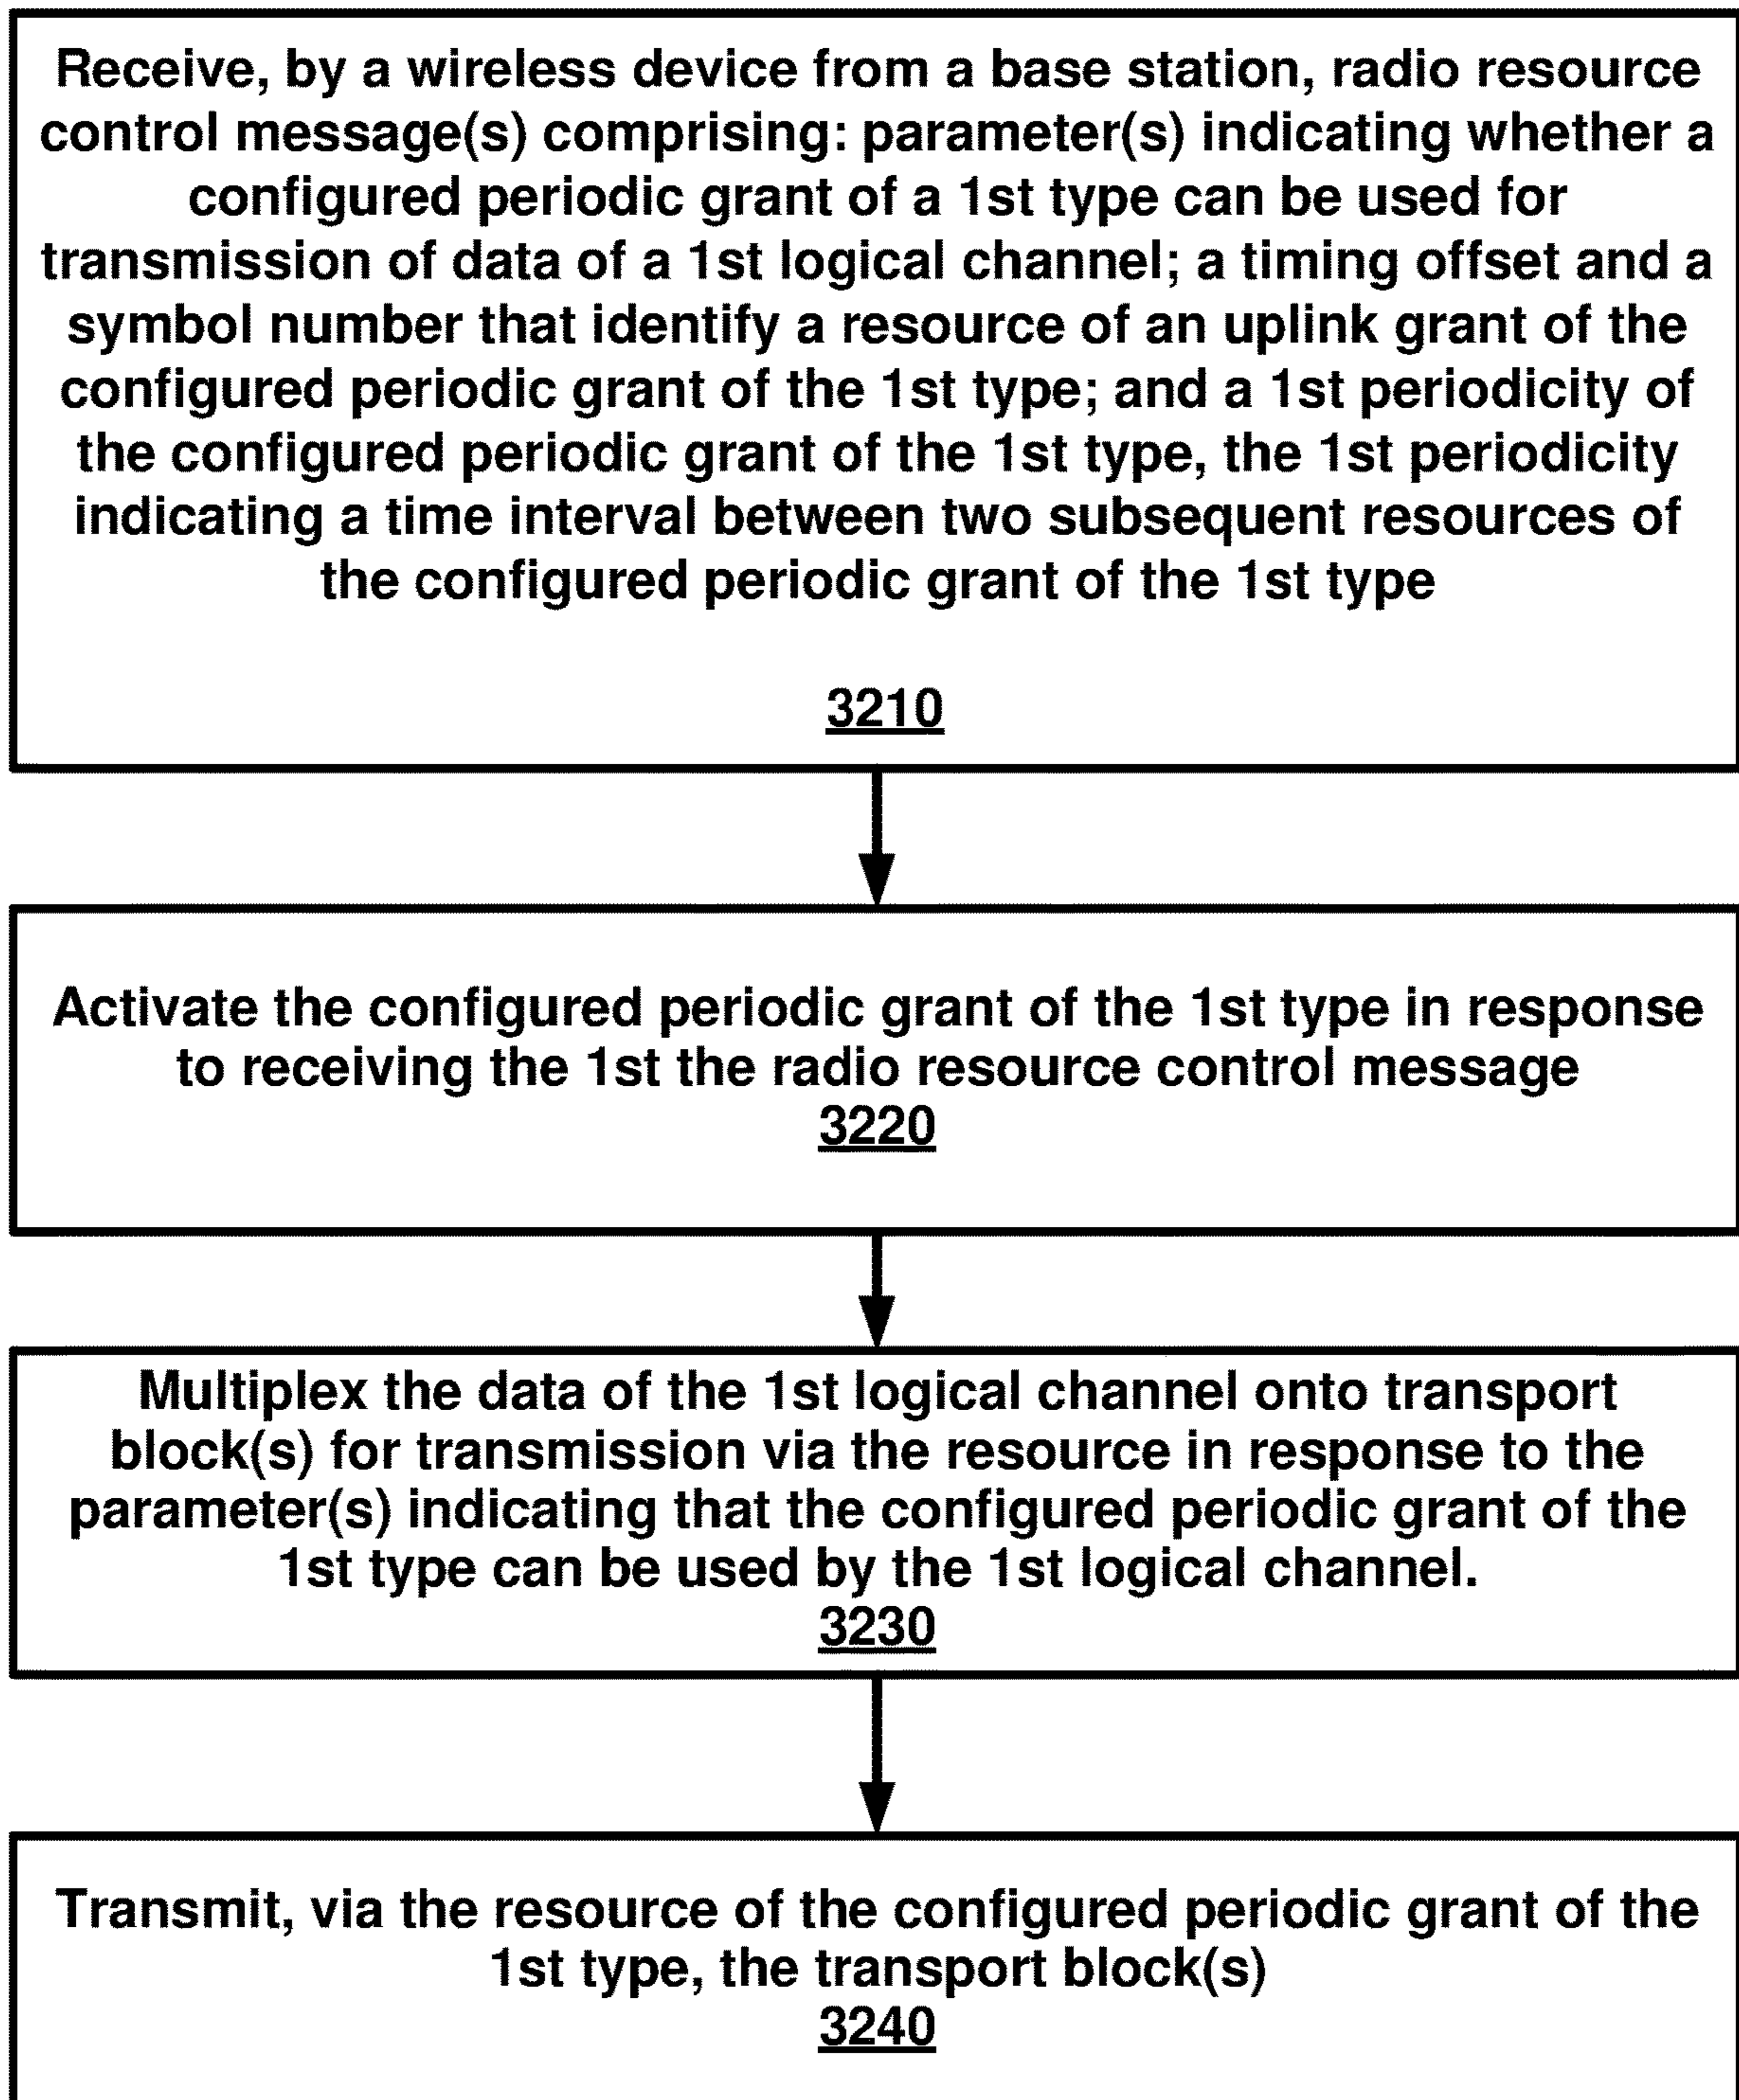 Receive, by a wireless device from a base station, radio resource
control message(s) comprising: parameter(s) indicating whether a
configured periodic grant of a 1st type can be used for
transmission of data of a 1st logical channel; a timing offset and a
symbol number that identify a resource of an uplink grant of the
configured periodic grant of the 1st type; and a 1st periodicity of
the configured periodic grant of the 1st type, the 1st periodicity
indicating a time interval between two subsequent resources of
the configured periodic grant of the 1st type
3210
Activate the configured periodic grant of the 1st type in response
to receiving the 1st the radio resource control message
3220
Multiplex the data of the 1st logical channel onto transport
block(s) for transmission via the resource in response to the
parameter(s) indicating that the configured periodic grant of the
1st type can be used by the 1st logical channel.
3230
Transmit, via the resource of the configured periodic grant of the
1st type, the transport block(s)
3240